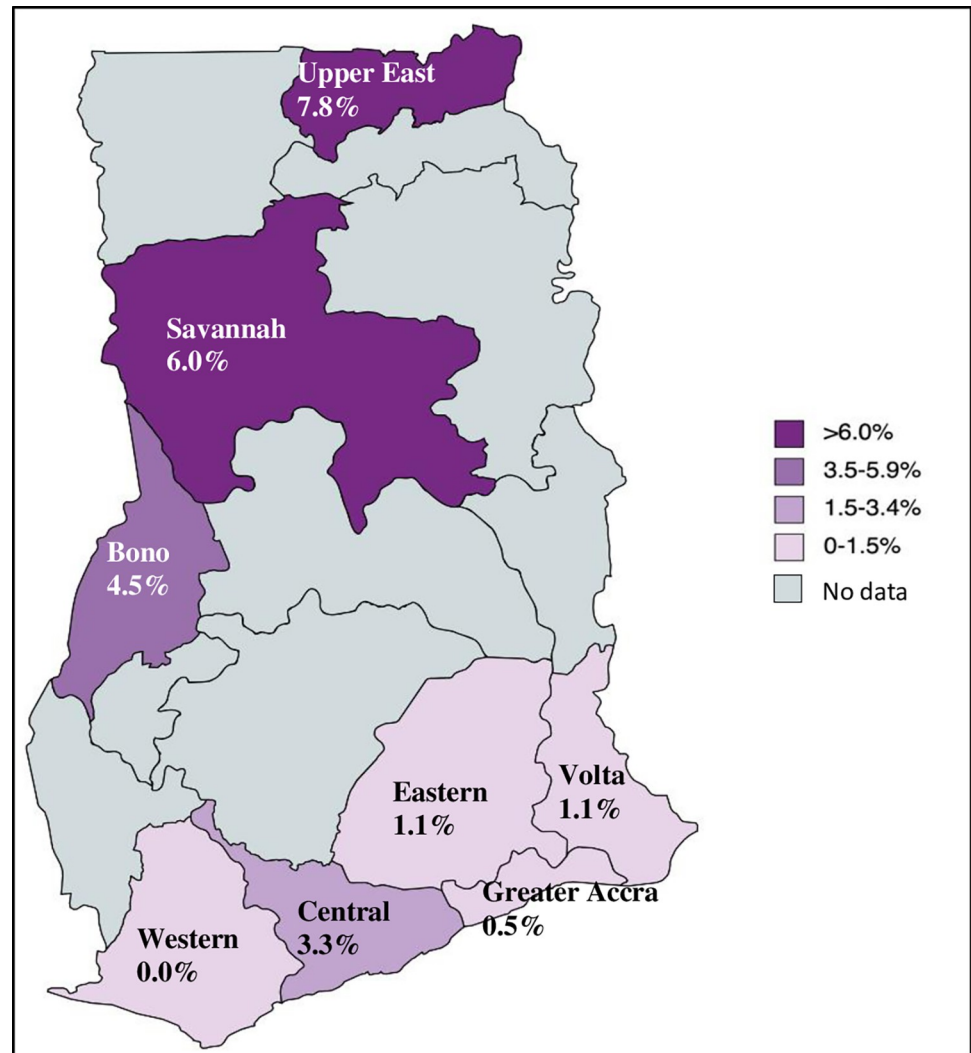 Upper East
7.8%
Savannah
6.0%
>6.0%
3.5-5.9%
1.5-3.4%
0-1.5%
No data
Bono
4.5%
Eastern
1.1%
Volta
1.1%
Greater Accra
0.5%
Central
3.3%
Western
0.0%